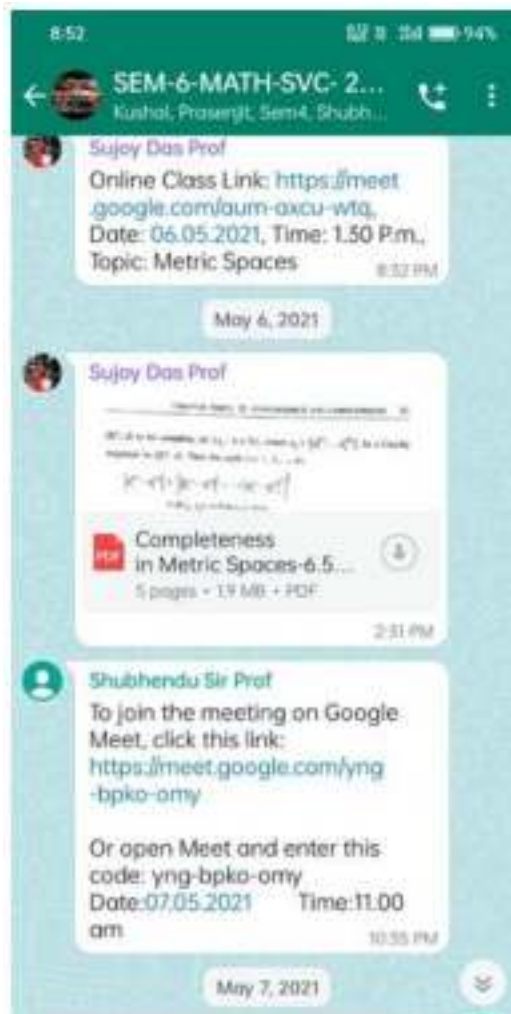 8:52
94%
SEM-6-MATH-SVC- 2...
Kushal, Prosenjit, Sem4, Shubh...
Sujoy Das Prof
Online Class Link: https://meet
.google.com/aum-axcu-wtq,
Date: 06.05.2021, Time: 1.30 P.m.,
Topic: Metric Spaces
8:32 PM
May 6, 2021
Sujoy Das Prof
PDF
Completeness
in Metric Spaces-6.5...
5 pages • 1.9 MB • PDF
2:31 PM
Shubhendu Sir Prof
To join the meeting on Google
Meet, click this link:
https://meet.google.com/yng
-bpko-omy
Or open Meet and enter this
code: yng-bpko-omy
Date:07.05.2021 Time:11.00
am
10:55 PM
May 7, 2021